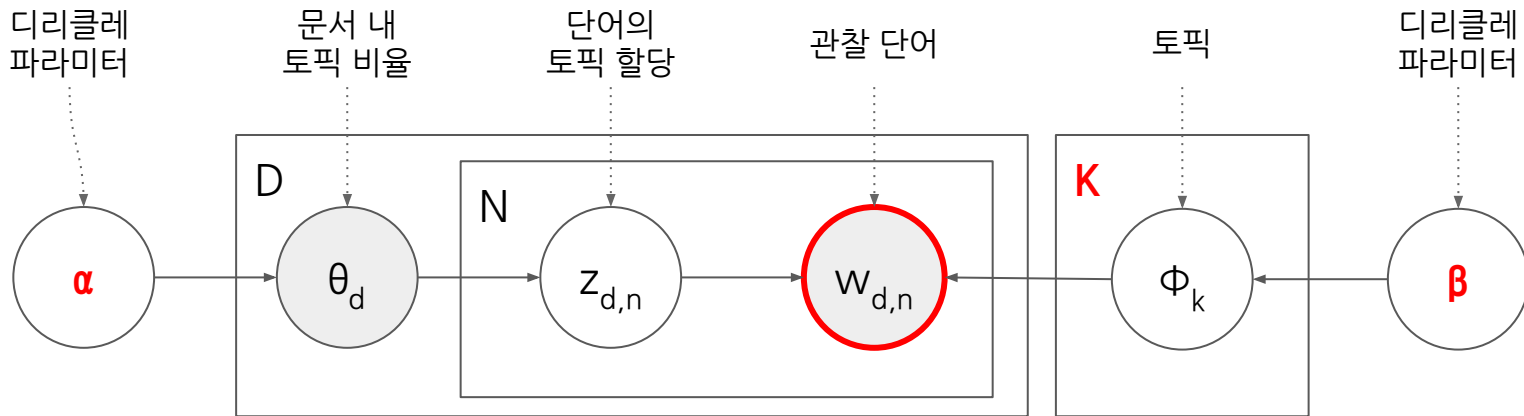 디리클레
파라미터
문서 내
토픽 비율
단어의
토픽 할당
관찰 단어
토픽
디리클레
파라미터
D
N
K
α
θd
zd,n
wd,n
Φk
β